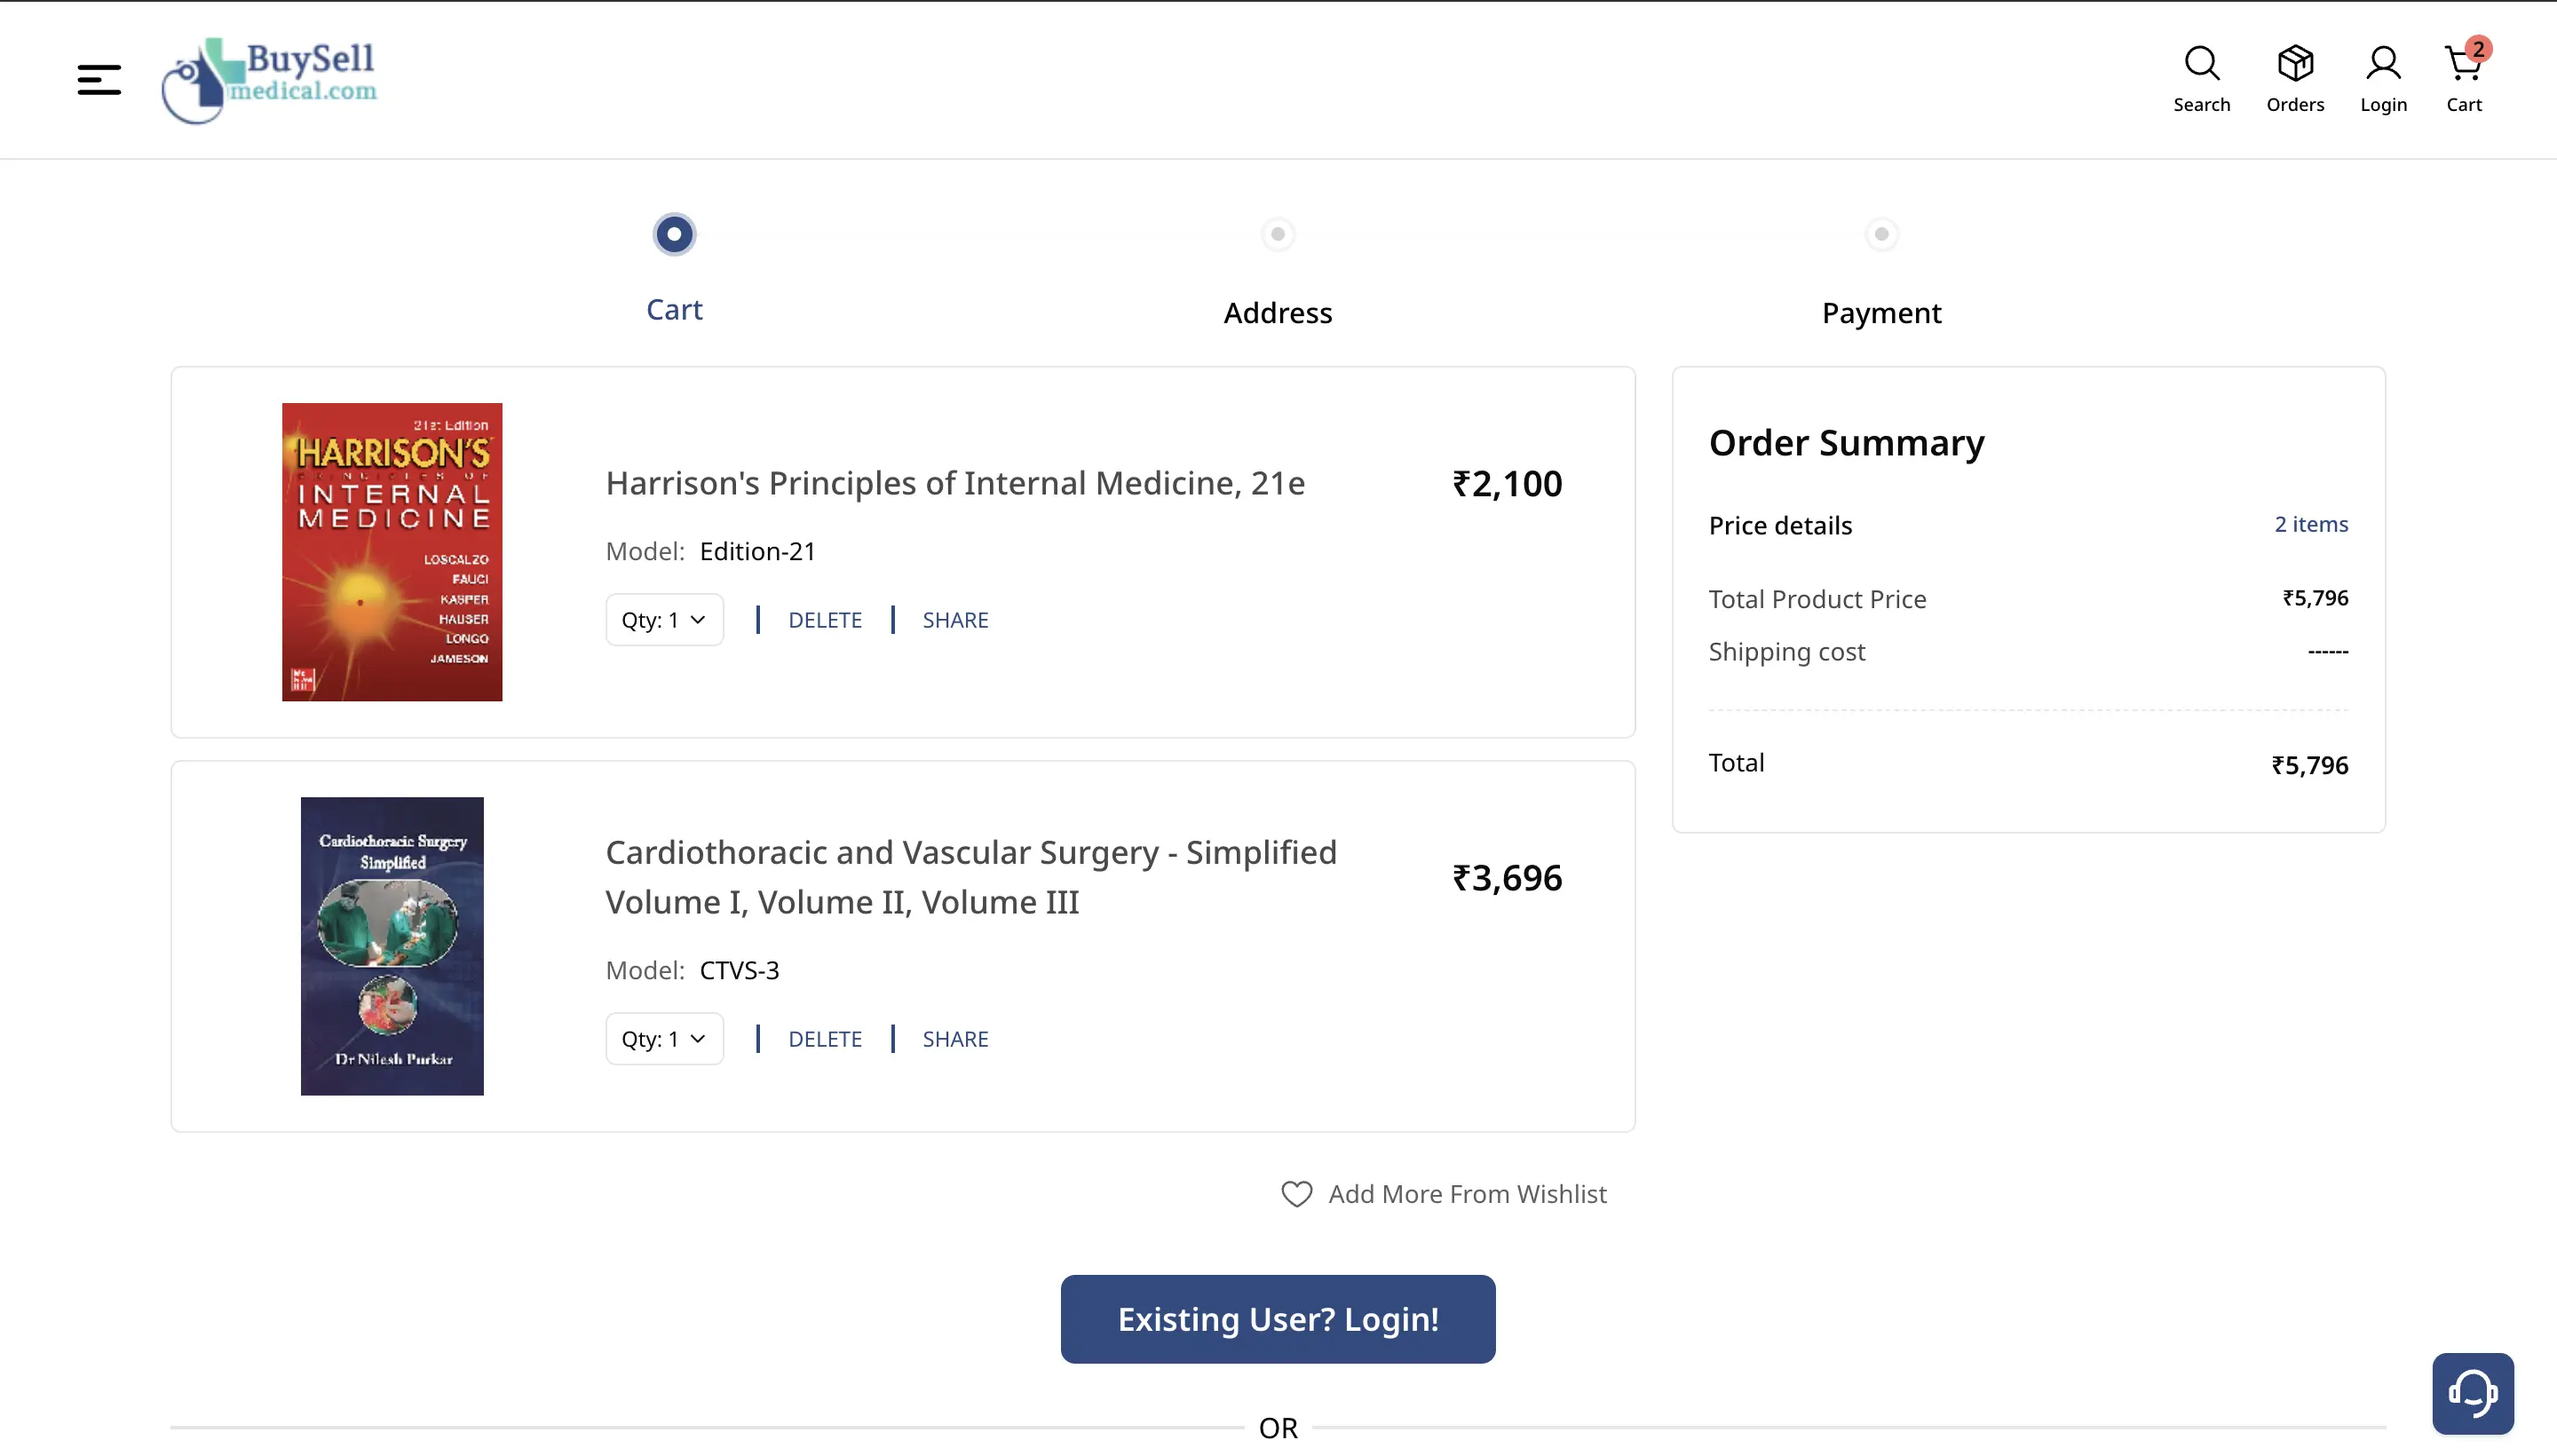 BuySell
medical.com
Search
Orders
Login
2
Cart
Cart
Address
Payment
21st Edition
HARRISON'S
PRINCIPLES OF
INTERNAL
MEDICINE
LOSCALZO
FAUCI
KASPER
HAUSER
LONGO
JAMESON
Harrison's Principles of Internal Medicine, 21e
₹2,100
Model: Edition-21
Qty: 1
DELETE
SHARE
Cardiothoracic Surgery
Simplified
Dr Nilesh Purkar
Cardiothoracic and Vascular Surgery - Simplified
Volume I, Volume II, Volume III
₹3,696
Model: CTVS-3
Qty: 1
DELETE
SHARE
Order Summary
Price details
2 items
Total Product Price
₹5,796
Shipping cost
------
Total
₹5,796
Add More From Wishlist
Existing User? Login!
OR